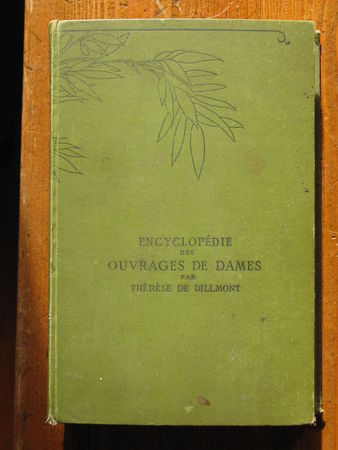 ENCYCLOPÉDIE
DES
OUVRAGES DE DAMES
PAR
THÉRÈSE DE DILLMONT